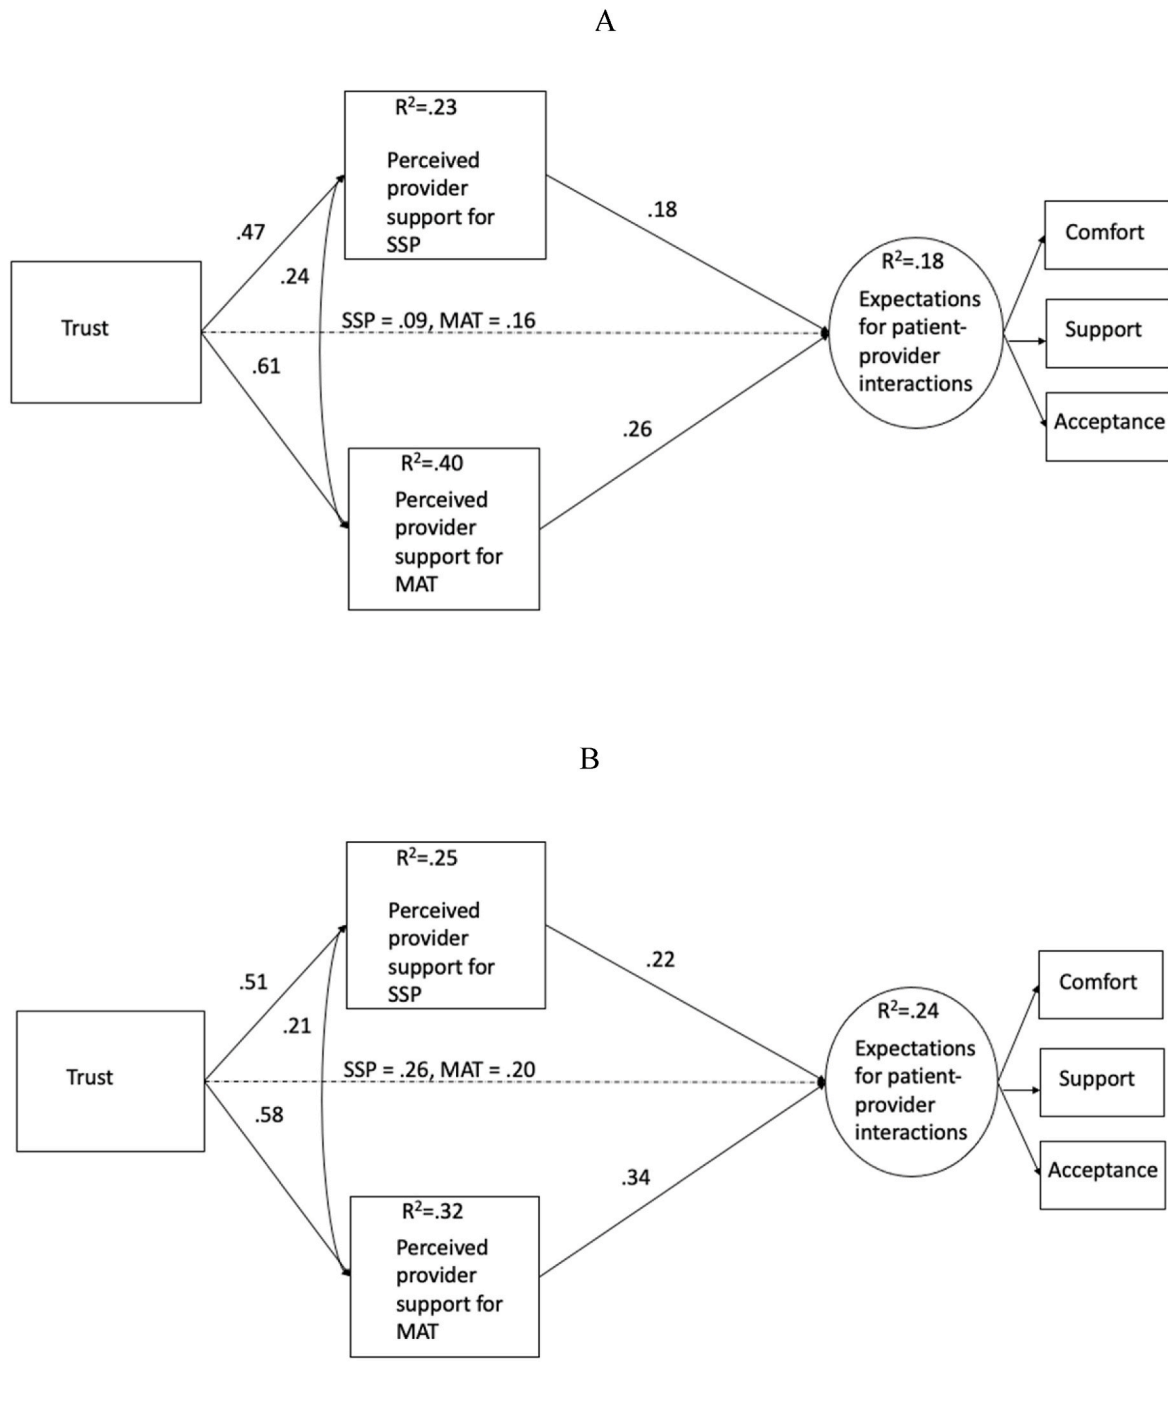 A
R²=.23
Perceived
provider
support for
SSP
.47
.24
.18
Trust
SSP = .09, MAT = .16
.61
.26
R²=.18
Expectations
for patient-
provider
interactions
Comfort
Support
Acceptance
R²=.40
Perceived
provider
support for
MAT
B
R²=.25
Perceived
provider
support for
SSP
.51
.21
.22
Trust
SSP = .26, MAT = .20
.58
.34
R²=.24
Expectations
for patient-
provider
interactions
Comfort
Support
Acceptance
R²=.32
Perceived
provider
support for
MAT